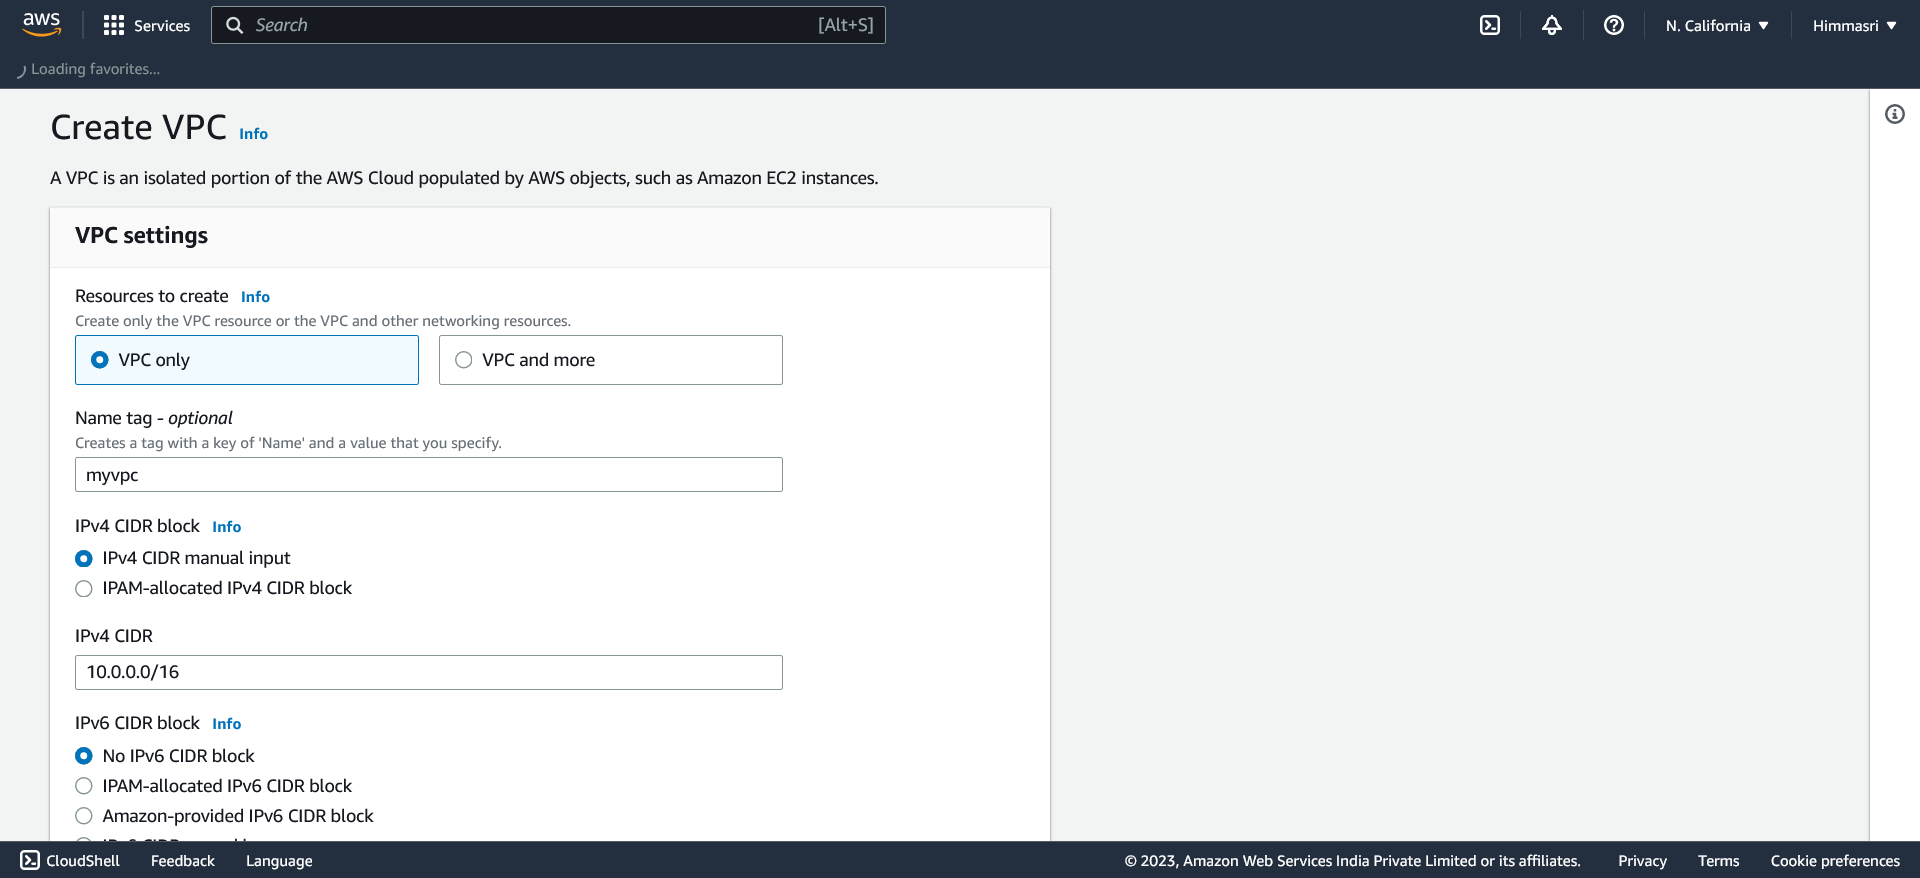 aws
Services
Search [Alt+S]
N. California
Himmasri
Loading favorites...
Create VPC Info
A VPC is an isolated portion of the AWS Cloud populated by AWS objects, such as Amazon EC2 instances.
VPC settings
Resources to create Info
Create only the VPC resource or the VPC and other networking resources.
VPC only
VPC and more
Name tag - optional
Creates a tag with a key of 'Name' and a value that you specify.
myvpc
IPv4 CIDR block Info
IPv4 CIDR manual input
IPAM-allocated IPv4 CIDR block
IPv4 CIDR
10.0.0.0/16
IPv6 CIDR block Info
No IPv6 CIDR block
IPAM-allocated IPv6 CIDR block
Amazon-provided IPv6 CIDR block
CloudShell Feedback Language © 2023, Amazon Web Services India Private Limited or its affiliates. Privacy Terms Cookie preferences